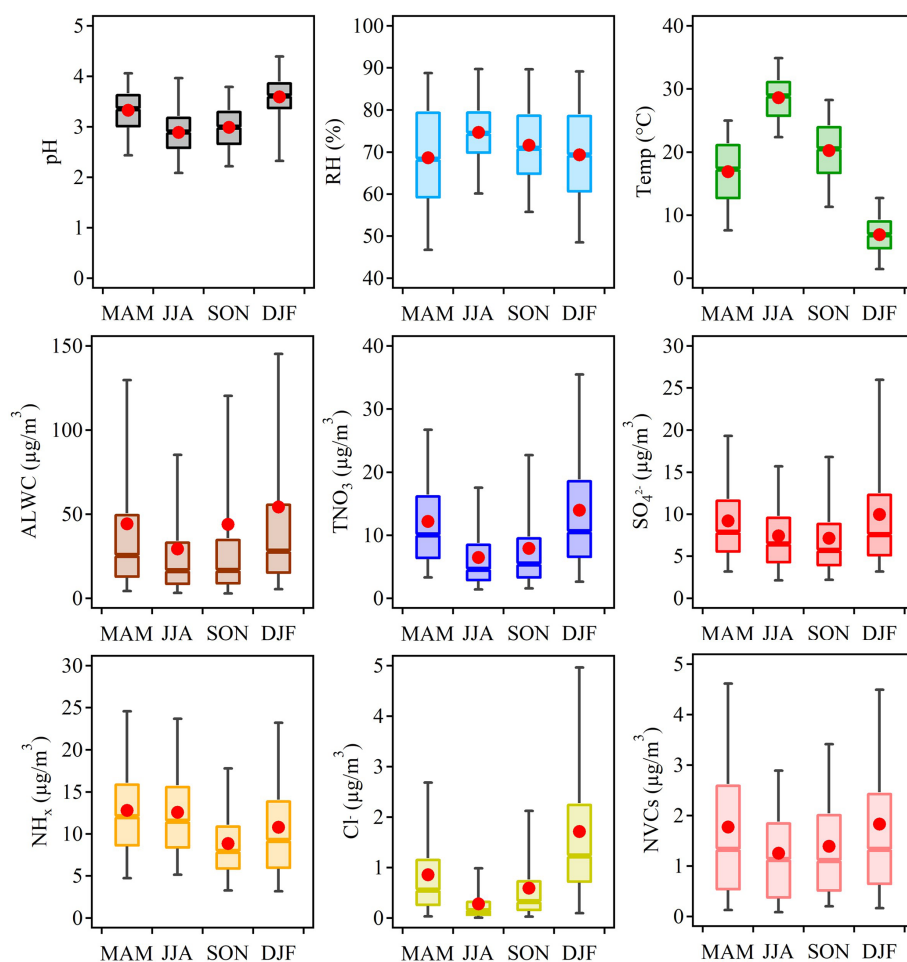 pH
5
4
3
2
1
0
MAM JJA SON DJF
RH (%)
100
90
80
70
60
50
40
MAM JJA SON DJF
Temp (°C)
40
30
20
10
0
MAM JJA SON DJF
ALWC (µg/m³)
150
100
50
0
MAM JJA SON DJF
TNO₃ (µg/m³)
40
30
20
10
0
MAM JJA SON DJF
SO₄²⁻ (µg/m³)
30
25
20
15
10
5
0
MAM JJA SON DJF
NHₓ (µg/m³)
30
25
20
15
10
5
0
MAM JJA SON DJF
Cl⁻ (µg/m³)
5
4
3
2
1
0
MAM JJA SON DJF
NVCs (µg/m³)
5
4
3
2
1
0
MAM JJA SON DJF